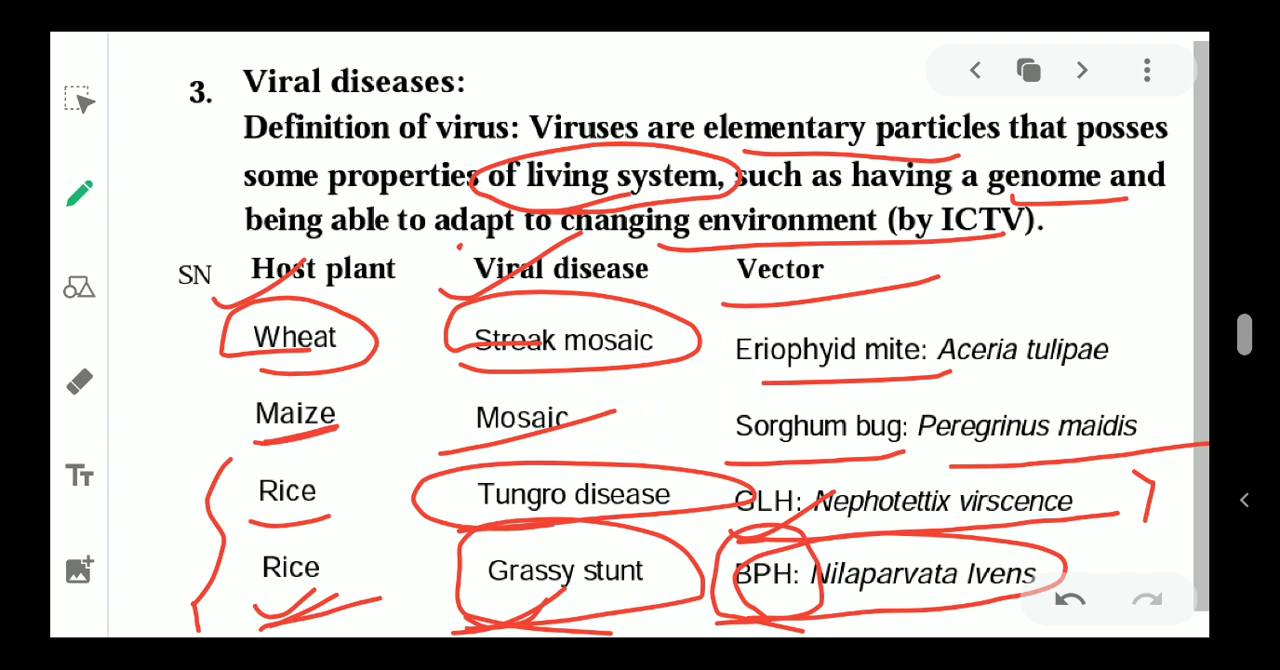 3. Viral diseases:
Definition of virus: Viruses are elementary particles that posses
some properties of living system, such as having a genome and
being able to adapt to changing environment (by ICTV).
SN Host plant Viral disease Vector
Wheat Streak mosaic Eriophyid mite: Aceria tulipae
Maize Mosaic Sorghum bug: Peregrinus maidis
Rice Tungro disease GLH: Nephotettix virscence
Rice Grassy stunt BPH: Nilaparvata lvens
Tт